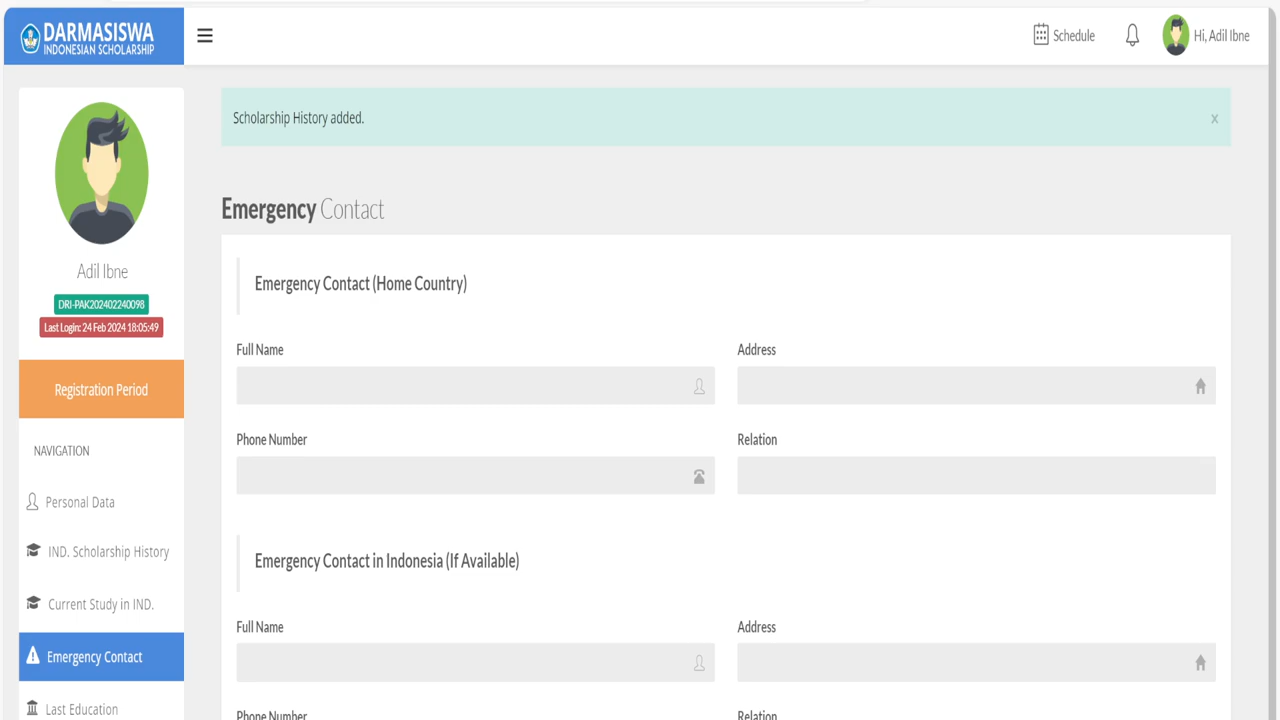 DARMASISWA
INDONESIAN SCHOLARSHIP
Schedule
Hi, Adil Ibne
Scholarship History added.
x
Adil Ibne
DRI-PAK202402240098
Last Login: 24 Feb 2024 18:05:49
Registration Period
NAVIGATION
Personal Data
IND. Scholarship History
Current Study in IND.
Emergency Contact
Last Education
Emergency Contact
Emergency Contact (Home Country)
Full Name
Address
Phone Number
Relation
Emergency Contact in Indonesia (If Available)
Full Name
Address
Phone Number
Relation